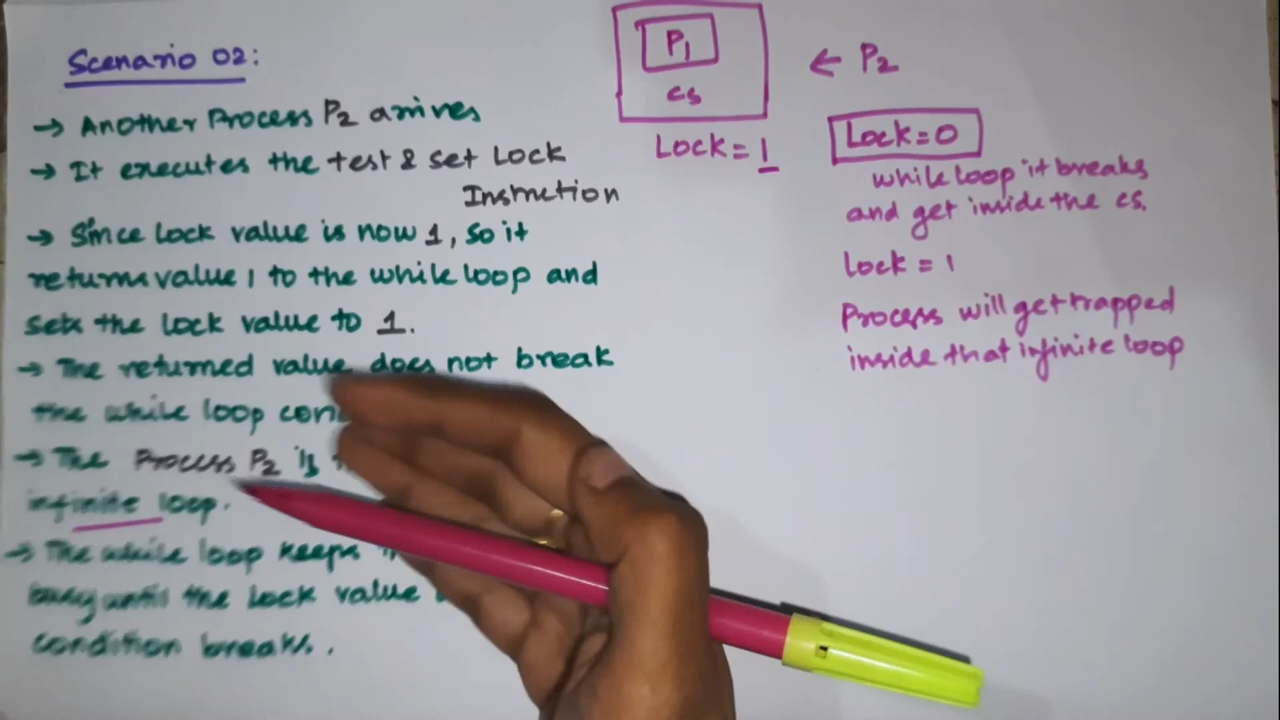 Scenario 02:
→ Another Process P2 arrives
→ It executes the test & set Lock
Instruction
→ Since lock value is now 1, so it
returns value 1 to the while loop and
sets the lock value to 1.
→ The returned value does not break
the while loop
→ The Process P2 is
infinite loop.
→ The while loop keeps
busy until the lock value
condition breaks.
P1
cs
Lock = 1
← P2
Lock = 0
while loop it breaks
and get inside the cs.
lock = 1
Process will get trapped
inside that infinite loop